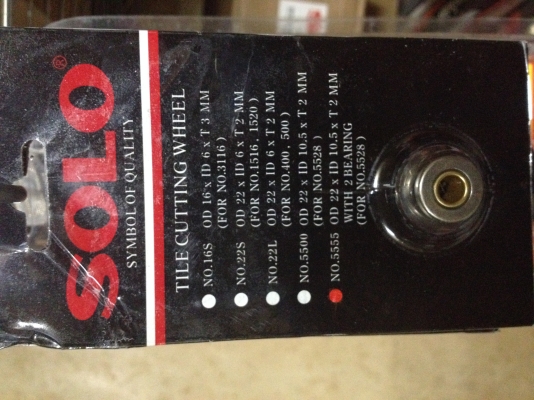 SOLO®
SYMBOL OF QUALITY
TILE CUTTING WHEEL
NO.16S OD 16 x ID 6 x T 3 MM
(FOR NO.3116)
NO.22S OD 22 x ID 6 x T 2 MM
(FOR NO.1516, 1520)
NO.22L OD 22 x ID 6 x T 2 MM
(FOR NO.400, 500)
NO.5500 OD 22 x ID 10.5 x T 2 MM
(FOR NO.5528)
NO.5555 OD 22 x ID 10.5 x T 2 MM
WITH 2 BEARING
(FOR NO.5528)